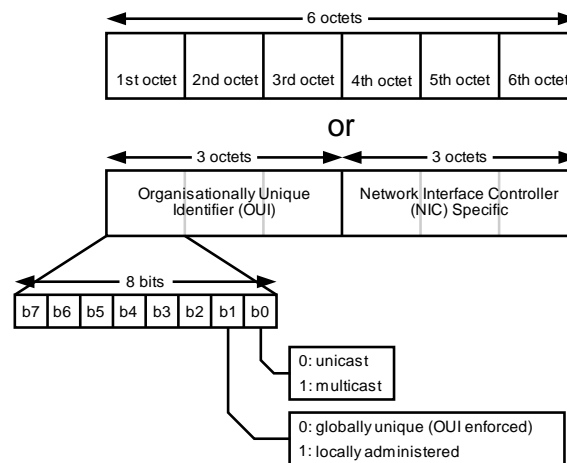 6 octets
1st octet 2nd octet 3rd octet 4th octet 5th octet 6th octet
or
3 octets 3 octets
Organisationally Unique Identifier (OUI)
Network Interface Controller (NIC) Specific
8 bits
b7 b6 b5 b4 b3 b2 b1 b0
0: unicast
1: multicast
0: globally unique (OUI enforced)
1: locally administered